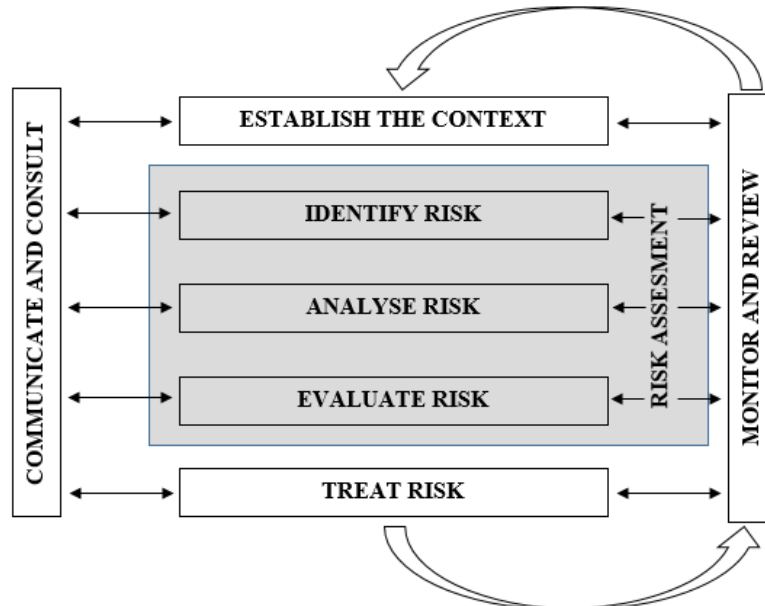 ESTABLISH THE CONTEXT
COMMUNICATE AND CONSULT
IDENTIFY RISK
ANALYSE RISK
EVALUATE RISK
RISK ASSESMENT
MONITOR AND REVIEW
TREAT RISK